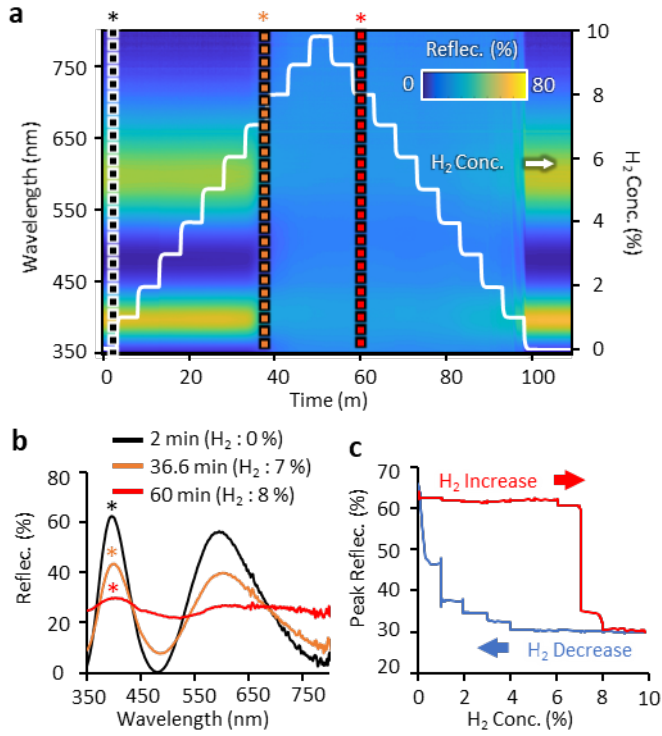 a
*
*
*
Wavelength (nm)
750
650
550
450
350
Reflec. (%)
0
80
H2 Conc.
10
8
6
4
2
0
H2 Conc. (%)
0
20
40
60
80
100
Time (m)
b
2 min (H2 : 0 %)
36.6 min (H2 : 7 %)
60 min (H2 : 8 %)
Reflec. (%)
80
60
40
20
0
*
*
*
350
450
550
650
750
Wavelength (nm)
c
Peak Reflec. (%)
70
60
50
40
30
20
H2 Increase
H2 Decrease
0
2
4
6
8
10
H2 Conc. (%)